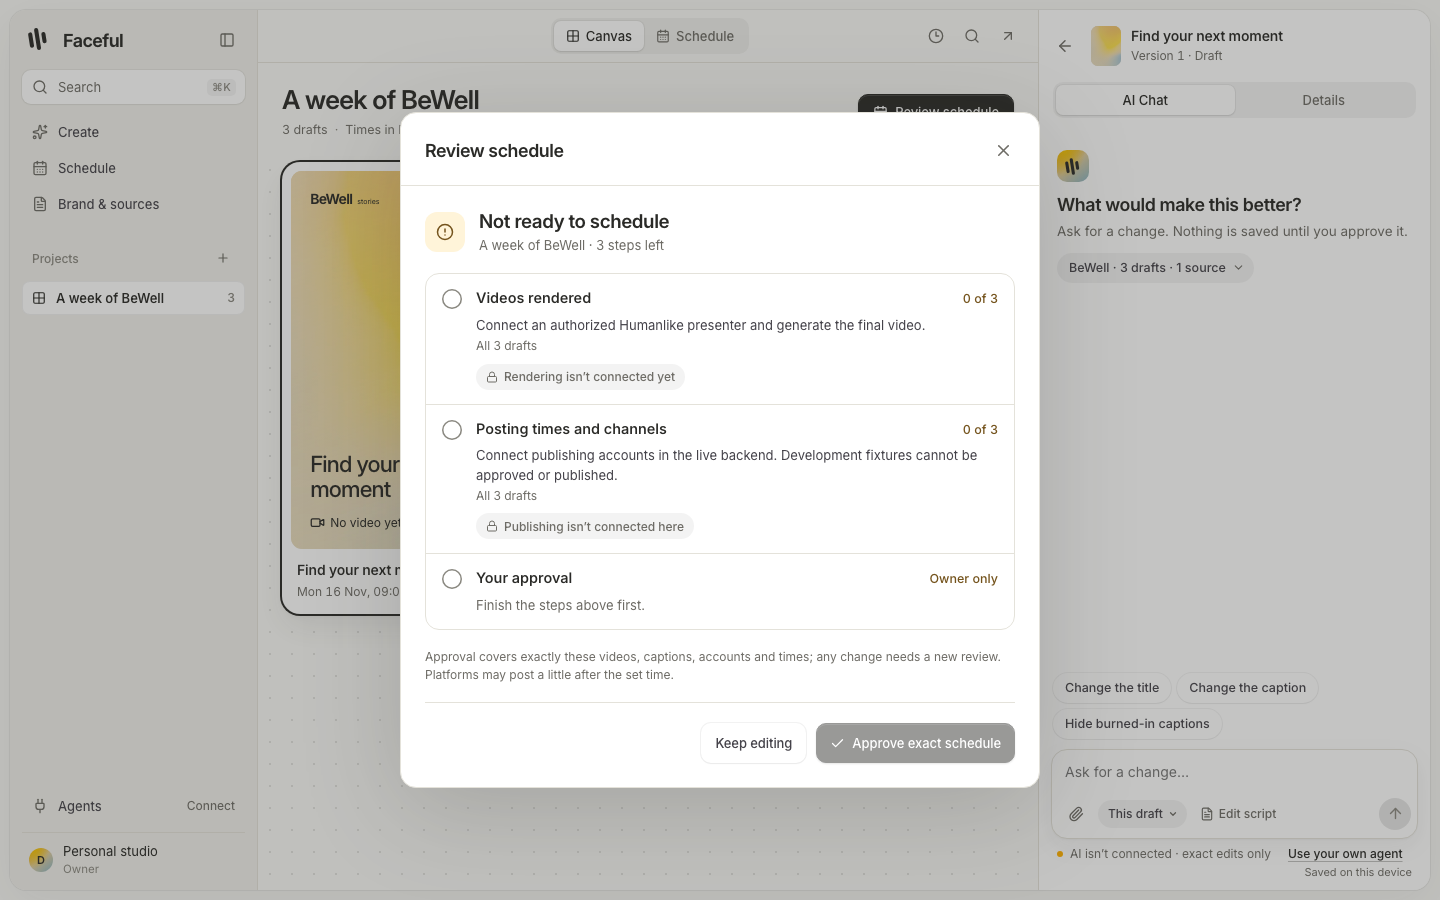 Faceful
Search
⌘K
Create
Schedule
Brand & sources
Projects
A week of BeWell
3
Agents
Connect
D
Personal studio
Owner
Canvas
Schedule
A week of BeWell
3 drafts · Times in
Review schedule
BeWell stories
Find your
moment
No video yet
Find your next
Mon 16 Nov, 09:0
Review schedule
Not ready to schedule
A week of BeWell · 3 steps left
Videos rendered
0 of 3
Connect an authorized Humanlike presenter and generate the final video.
All 3 drafts
Rendering isn’t connected yet
Posting times and channels
0 of 3
Connect publishing accounts in the live backend. Development fixtures cannot be
approved or published.
All 3 drafts
Publishing isn’t connected here
Your approval
Owner only
Finish the steps above first.
Approval covers exactly these videos, captions, accounts and times; any change needs a new review.
Platforms may post a little after the set time.
Keep editing
Approve exact schedule
Find your next moment
Version 1 · Draft
AI Chat
Details
What would make this better?
Ask for a change. Nothing is saved until you approve it.
BeWell · 3 drafts · 1 source
Change the title
Change the caption
Hide burned-in captions
Ask for a change...
This draft
Edit script
AI isn’t connected · exact edits only
Use your own agent
Saved on this device